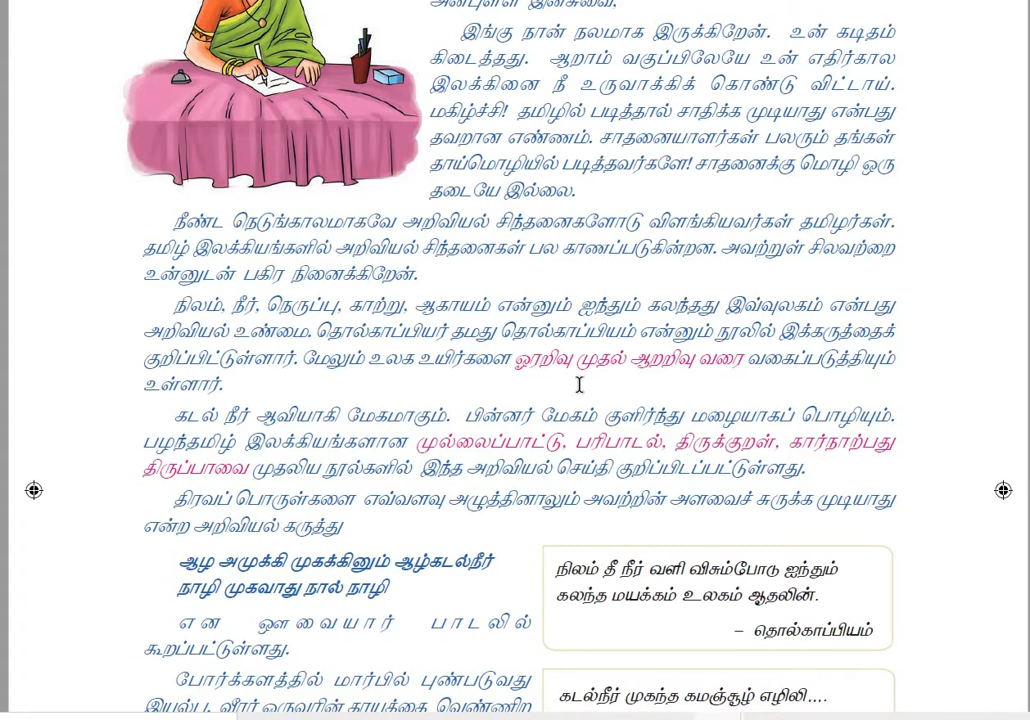 அன்புள்ள இன்சுவை.
இங்கு நான் நலமாக இருக்கிறேன். உன் கடிதம்
கிடைத்தது. ஆறாம் வகுப்பிலேயே உன் எதிர்கால
இலக்கினை நீ உருவாக்கிக் கொண்டு விட்டாய்.
மகிழ்ச்சி! தமிழில் படித்தால் சாதிக்க முடியாது என்பது
தவறான எண்ணம். சாதனையாளர்கள் பலரும் தங்கள்
தாய்மொழியில் படித்தவர்களே! சாதனைக்கு மொழி ஒரு
தடையே இல்லை.
நீண்ட நெடுங்காலமாகவே அறிவியல் சிந்தனைகளோடு விளங்கியவர்கள் தமிழர்கள்.
தமிழ் இலக்கியங்களில் அறிவியல் சிந்தனைகள் பல காணப்படுகின்றன. அவற்றுள் சிலவற்றை
உன்னுடன் பகிர நினைக்கிறேன்.
நிலம், நீர், நெருப்பு, காற்று, ஆகாயம் என்னும் ஐந்தும் கலந்தது இவ்வுலகம் என்பது
அறிவியல் உண்மை. தொல்காப்பியர் தமது தொல்காப்பியம் என்னும் நூலில் இக்கருத்தைக்
குறிப்பிட்டுள்ளார். மேலும் உலக உயிர்களை ஓரறிவு முதல் ஆறறிவு வரை வகைப்படுத்தியும்
உள்ளார்.
கடல் நீர் ஆவியாகி மேகமாகும். பின்னர் மேகம் குளிர்ந்து மழையாகப் பொழியும்.
பழந்தமிழ் இலக்கியங்களான முல்லைப்பாட்டு, பரிபாடல், திருக்குறள், கார்நாற்பது
திருப்பாவை முதலிய நூல்களில் இந்த அறிவியல் செய்தி குறிப்பிடப்பட்டுள்ளது.
திரவப் பொருள்களை எவ்வளவு அழுத்தினாலும் அவற்றின் அளவைச் சுருக்க முடியாது
என்ற அறிவியல் கருத்து
ஆழ அமுக்கி முகக்கினும் ஆழ்கடல்நீர்
நாழி முகவாது நால் நாழி
என ஔவையார் பாடலில்
கூறப்பட்டுள்ளது.
போர்க்களத்தில் மார்பில் புண்படுவது
இயல்பு. வீரர் ஒருவரின் காயத்தை வெண்ணிற
நிலம் தீ நீர் வளி விசும்போடு ஐந்தும்
கலந்த மயக்கம் உலகம் ஆதலின்.
– தொல்காப்பியம்
கடல்நீர் முகந்த கமஞ்சூழ் எழிலி....